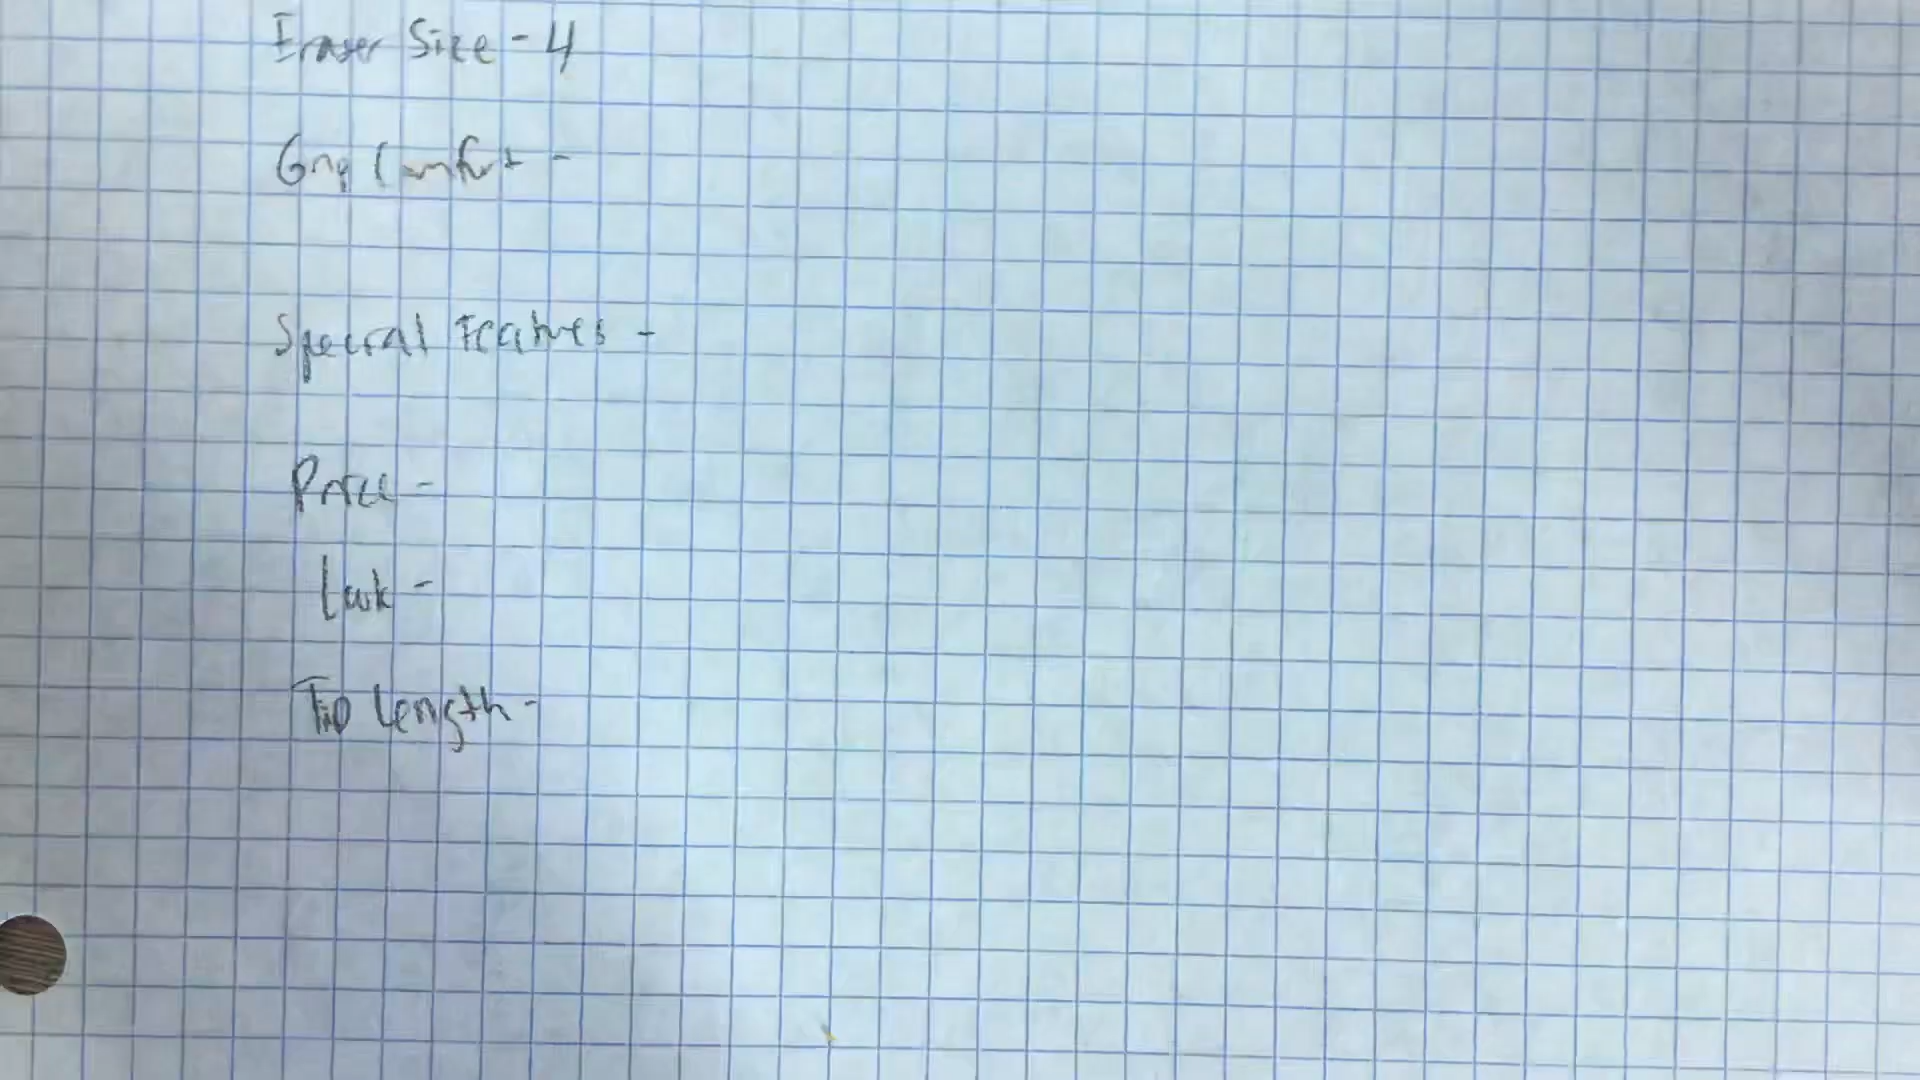 Eraser Size - 4
Grip Comfort -
Special Features -
Price -
Look -
Tip Length -